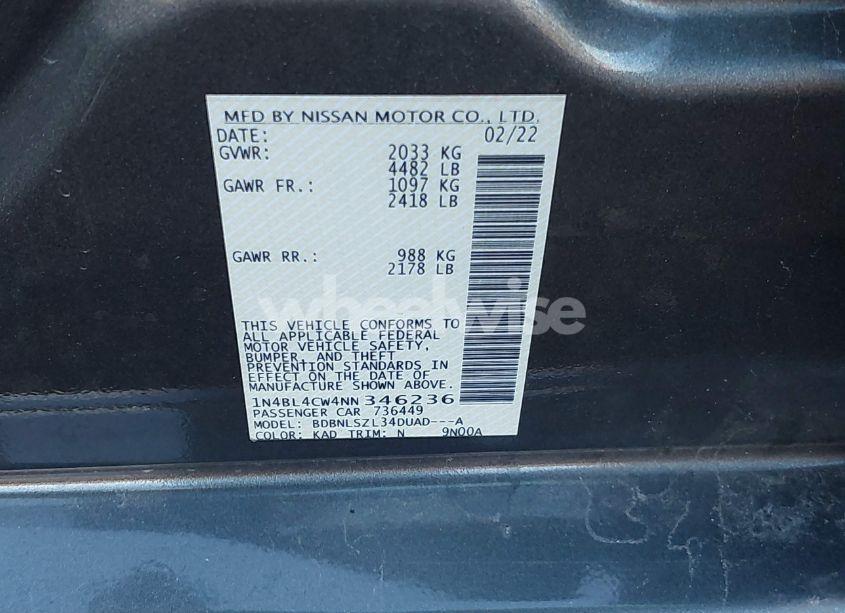 MFD BY NISSAN MOTOR CO., LTD.
DATE: 02/22
GVWR: 2033 KG
4482 LB
GAWR FR.: 1097 KG
2418 LB
GAWR RR.: 988 KG
2178 LB
wheelwise
THIS VEHICLE CONFORMS TO
ALL APPLICABLE FEDERAL
MOTOR VEHICLE SAFETY,
BUMPER, AND THEFT
PREVENTION STANDARDS IN
EFFECT ON THE DATE OF
MANUFACTURE SHOWN ABOVE.
1N4BL4CW4NN346236
PASSENGER CAR 736449
MODEL: BDBNLSZL34DUAD---A
COLOR: KAD TRIM: N 9N00A